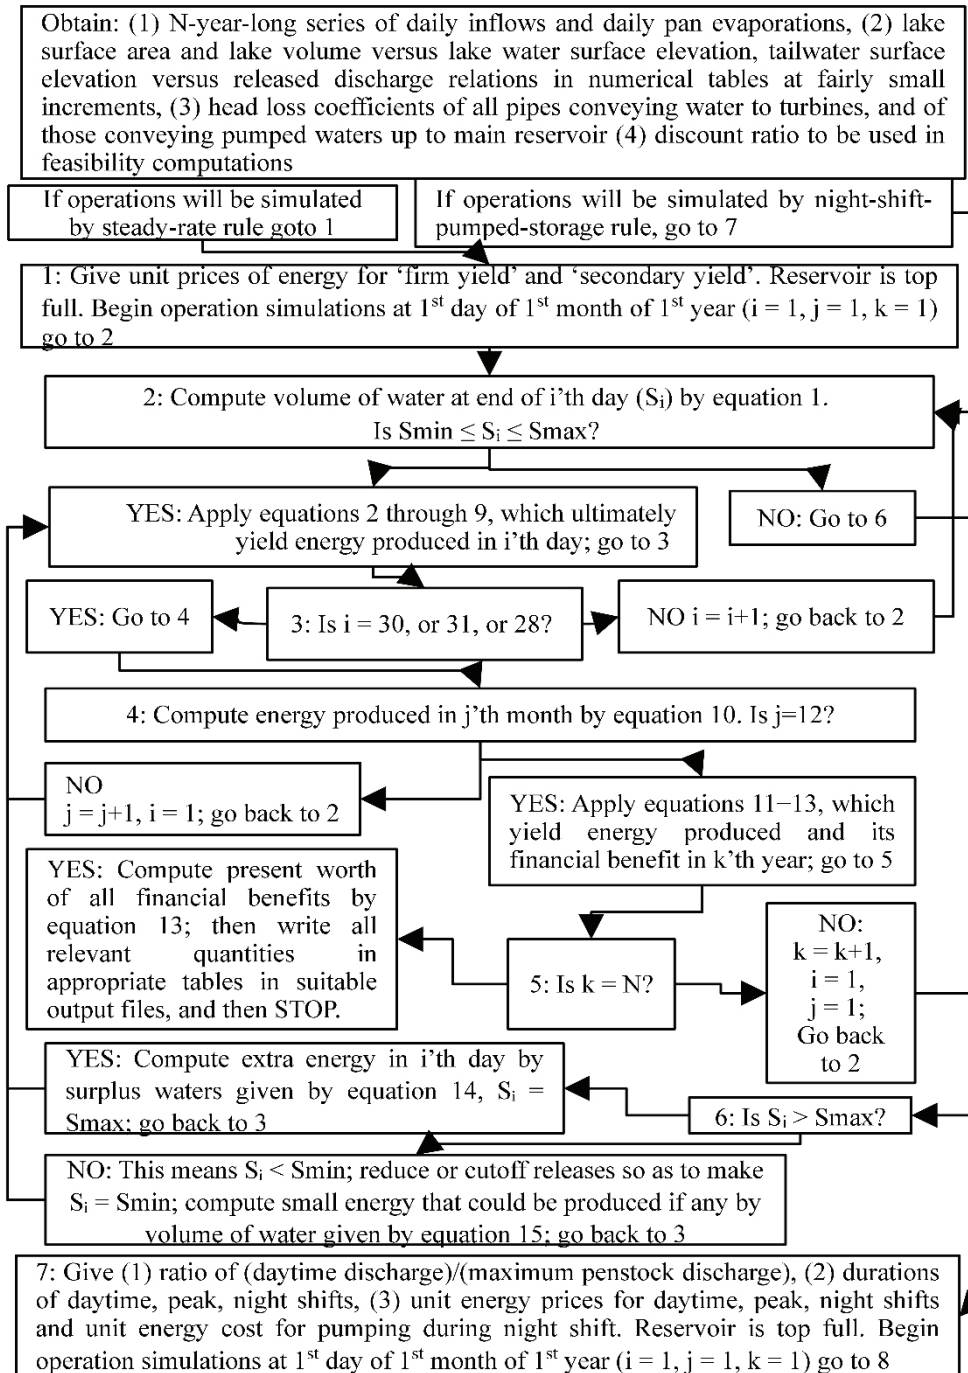 Obtain: (1) N-year-long series of daily inflows and daily pan evaporations, (2) lake
surface area and lake volume versus lake water surface elevation, tailwater surface
elevation versus released discharge relations in numerical tables at fairly small
increments, (3) head loss coefficients of all pipes conveying water to turbines, and of
those conveying pumped waters up to main reservoir (4) discount ratio to be used in
feasibility computations
If operations will be simulated
by steady-rate rule goto 1
If operations will be simulated by night-shift-
pumped-storage rule, go to 7
1: Give unit prices of energy for ‘firm yield’ and ‘secondary yield’. Reservoir is top
full. Begin operation simulations at 1st day of 1st month of 1st year (i = 1, j = 1, k = 1)
go to 2
2: Compute volume of water at end of i’th day (Si) by equation 1.
Is Smin ≤ Si ≤ Smax?
YES: Apply equations 2 through 9, which ultimately
yield energy produced in i’th day; go to 3
NO: Go to 6
YES: Go to 4
3: Is i = 30, or 31, or 28?
NO i = i+1; go back to 2
4: Compute energy produced in j’th month by equation 10. Is j=12?
NO
j = j+1, i = 1; go back to 2
YES: Apply equations 11−13, which
yield energy produced and its
financial benefit in k’th year; go to 5
YES: Compute present worth
of all financial benefits by
equation 13; then write all
relevant quantities in
appropriate tables in suitable
output files, and then STOP.
5: Is k = N?
NO:
k = k+1,
i = 1,
j = 1;
Go back
to 2
YES: Compute extra energy in i’th day by
surplus waters given by equation 14, Si =
Smax; go back to 3
6: Is Si > Smax?
NO: This means Si < Smin; reduce or cutoff releases so as to make
Si = Smin; compute small energy that could be produced if any by
volume of water given by equation 15; go back to 3
7: Give (1) ratio of (daytime discharge)/(maximum penstock discharge), (2) durations
of daytime, peak, night shifts, (3) unit energy prices for daytime, peak, night shifts
and unit energy cost for pumping during night shift. Reservoir is top full. Begin
operation simulations at 1st day of 1st month of 1st year (i = 1, j = 1, k = 1) go to 8